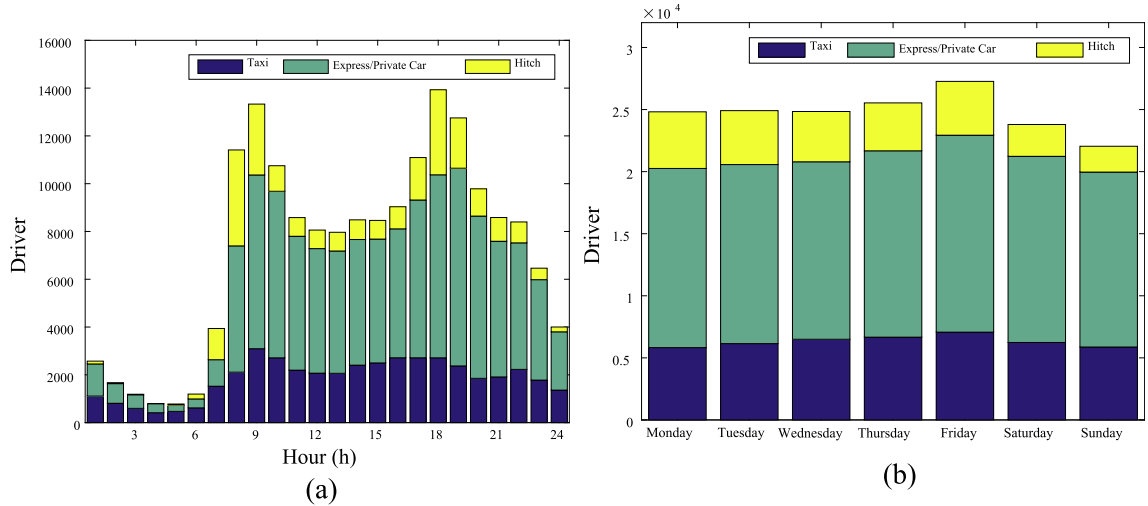 16000
14000
12000
10000
8000
6000
4000
2000
0
Driver
Taxi Express/Private Car Hitch
3 6 9 12 15 18 21 24
Hour (h)
(a)
×10 4
3
2.5
2
1.5
1
0.5
0
Driver
Taxi Express/Private Car Hitch
Monday Tuesday Wednesday Thursday Friday Saturday Sunday
(b)